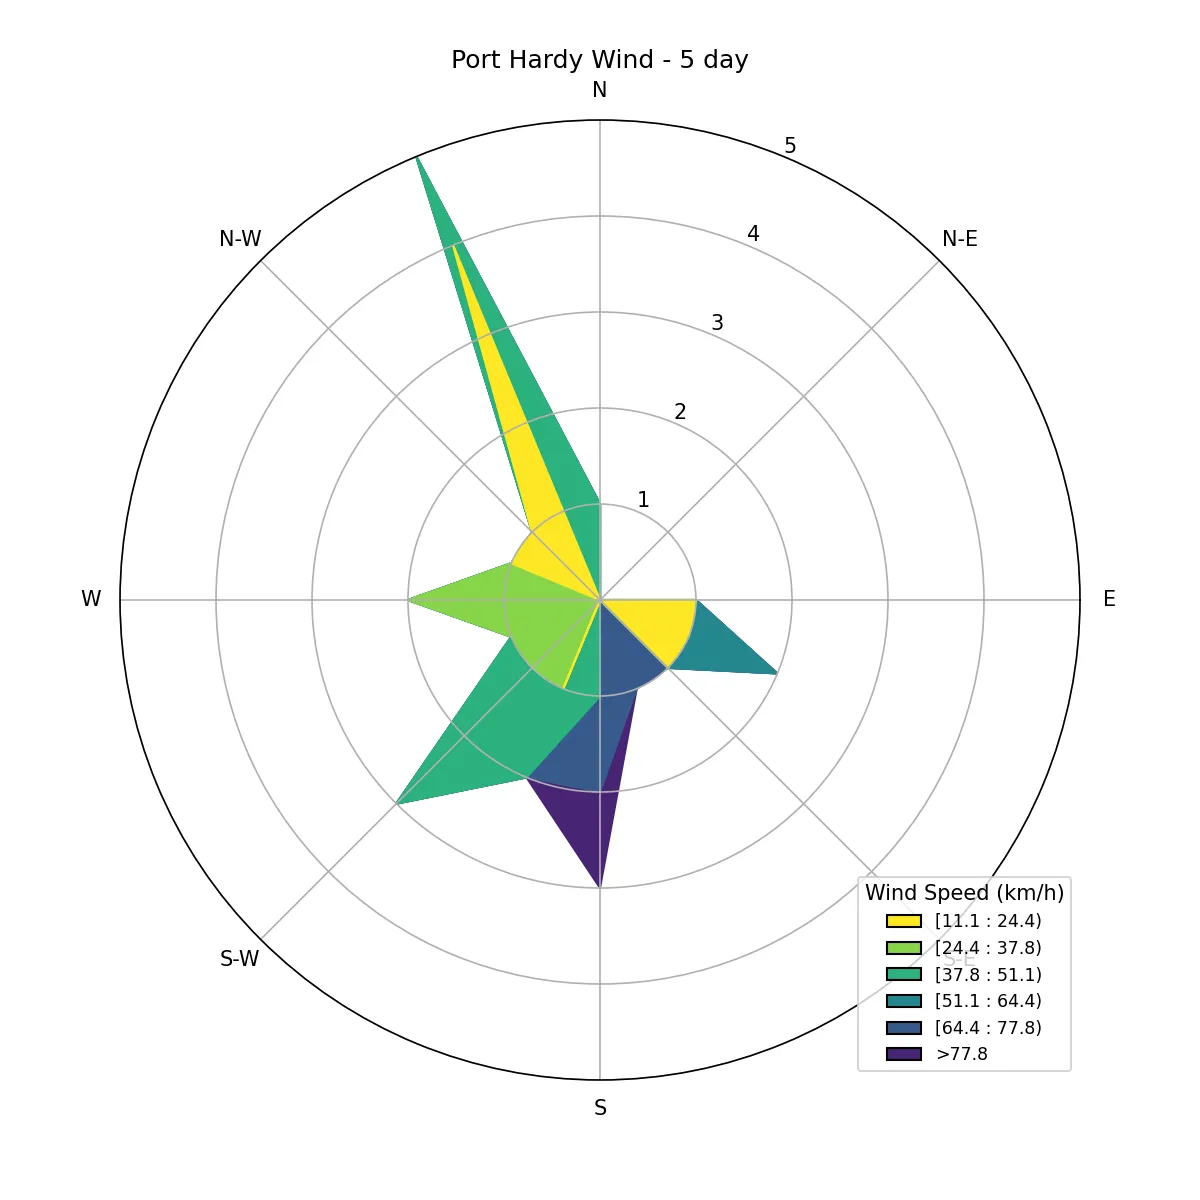 Port Hardy Wind - 5 day
N
5
N-W
4
N-E
3
2
1
W
E
Wind Speed (km/h)
[11.1 : 24.4)
[24.4 : 37.8)
S-W
S-E
[37.8 : 51.1)
[51.1 : 64.4)
[64.4 : 77.8)
>77.8
S